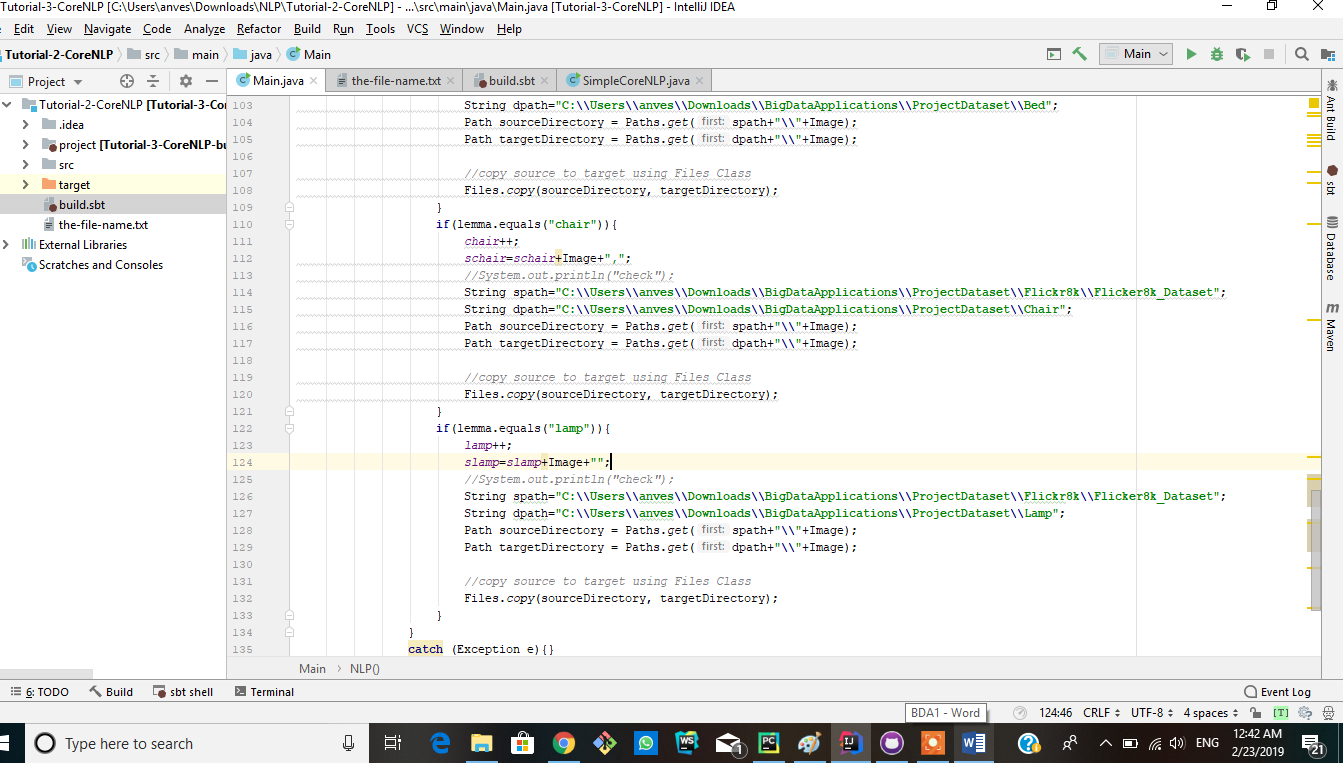 Tutorial-3-CoreNLP [C:\Users\anves\Downloads\NLP\Tutorial-2-CoreNLP] - ...\src\main\java\Main.java [Tutorial-3-CoreNLP] - IntelliJ IDEA
Edit View Navigate Code Analyze Refactor Build Run Tools VCS Window Help
Tutorial-2-CoreNLP src main java Main
Main
Project
Main.java the-file-name.txt build.sbt SimpleCoreNLP.java
Tutorial-2-CoreNLP [Tutorial-3-Co
.idea
project [Tutorial-3-CoreNLP-bu
src
target
build.sbt
the-file-name.txt
External Libraries
Scratches and Consoles
103 String dpath="C:\\Users\\anves\\Downloads\\BigDataApplications\\ProjectDataset\\Bed";
104 Path sourceDirectory = Paths.get( first: spath+"\\"+Image);
105 Path targetDirectory = Paths.get( first: dpath+"\\"+Image);
106
107 //copy source to target using Files Class
108 Files.copy(sourceDirectory, targetDirectory);
109 }
110 if(lemma.equals("chair")){
111 chair++;
112 schair=schair+Image+",";
113 //System.out.println("check");
114 String spath="C:\\Users\\anves\\Downloads\\BigDataApplications\\ProjectDataset\\Flickr8k\\Flicker8k_Dataset";
115 String dpath="C:\\Users\\anves\\Downloads\\BigDataApplications\\ProjectDataset\\Chair";
116 Path sourceDirectory = Paths.get( first: spath+"\\"+Image);
117 Path targetDirectory = Paths.get( first: dpath+"\\"+Image);
118
119 //copy source to target using Files Class
120 Files.copy(sourceDirectory, targetDirectory);
121 }
122 if(lemma.equals("lamp")){
123 lamp++;
124 slamp=slamp+Image+"";
125 //System.out.println("check");
126 String spath="C:\\Users\\anves\\Downloads\\BigDataApplications\\ProjectDataset\\Flickr8k\\Flicker8k_Dataset";
127 String dpath="C:\\Users\\anves\\Downloads\\BigDataApplications\\ProjectDataset\\Lamp";
128 Path sourceDirectory = Paths.get( first: spath+"\\"+Image);
129 Path targetDirectory = Paths.get( first: dpath+"\\"+Image);
130
131 //copy source to target using Files Class
132 Files.copy(sourceDirectory, targetDirectory);
133 }
134 }
135 catch (Exception e){}
Ant Build
sbt
Database
m Maven
Main NLP()
6: TODO Build sbt shell Terminal Event Log
BDA1 - Word
124:46 CRLF UTF-8 4 spaces [T]
Type here to search
WS
1
PC
IJ
W
ENG
12:42 AM
2/23/2019
21